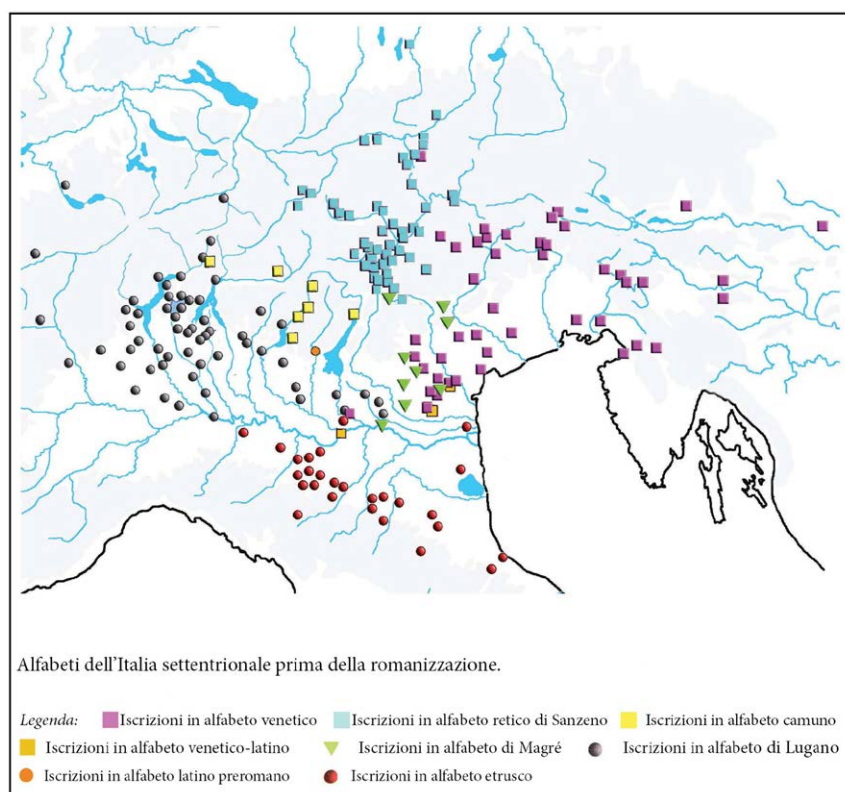 Alfabeti dell'Italia settentrionale prima della romanizzazione.
Legenda: Iscrizioni in alfabeto venetico Iscrizioni in alfabeto retico di Sanzeno Iscrizioni in alfabeto camuno
Iscrizioni in alfabeto venetico-latino Iscrizioni in alfabeto di Magré Iscrizioni in alfabeto di Lugano
Iscrizioni in alfabeto latino preromano Iscrizioni in alfabeto etrusco